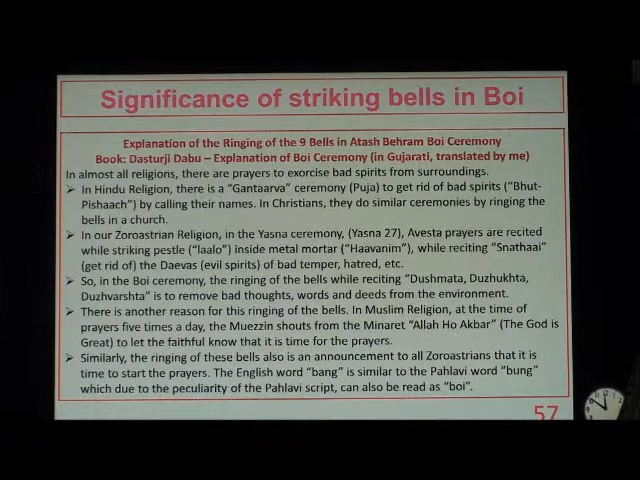 Significance of striking bells in Boi
Explanation of the Ringing of the 9 Bells in Atash Behram Boi Ceremony
Book: Dasturji Dabu – Explanation of Boi Ceremony (in Gujarati, translated by me)
In almost all religions, there are prayers to exorcise bad spirits from surroundings.
➢ In Hindu Religion, there is a “Gantaarva” ceremony (Puja) to get rid of bad spirits (“Bhut-
Pishaach”) by calling their names. In Christians, they do similar ceremonies by ringing the
bells in a church.
➢ In our Zoroastrian Religion, in the Yasna ceremony, (Yasna 27), Avesta prayers are recited
while striking pestle (“laalo”) inside metal mortar (“Haavanim”), while reciting “Snathaai”
(get rid of) the Daevas (evil spirits) of bad temper, hatred, etc.
➢ So, in the Boi ceremony, the ringing of the bells while reciting “Dushmata, Duzhukhta,
Duzhvarshta” is to remove bad thoughts, words and deeds from the environment.
➢ There is another reason for this ringing of the bells. In Muslim Religion, at the time of
prayers five times a day, the Muezzin shouts from the Minaret “Allah Ho Akbar” (The God is
Great) to let the faithful know that it is time for the prayers.
➢ Similarly, the ringing of these bells also is an announcement to all Zoroastrians that it is
time to start the prayers. The English word “bang” is similar to the Pahlavi word “bung”
which due to the peculiarity of the Pahlavi script, can also be read as “boi”.
57